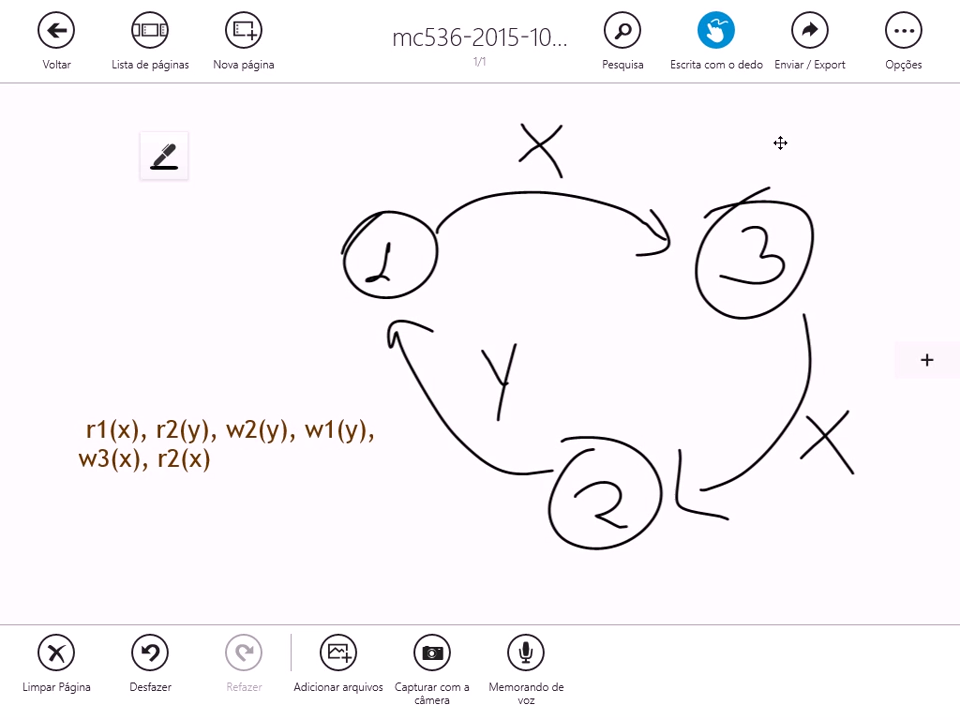 mc536-2015-10...
1/1
Voltar
Lista de páginas
Nova página
Pesquisa
Escrita com o dedo
Enviar / Export
Opções
X
1
3
y
X
r1(x), r2(y), w2(y), w1(y),
w3(x), r2(x)
2
+
Limpar Página
Desfazer
Refazer
Adicionar arquivos
Capturar com a
câmera
Memorando de
voz